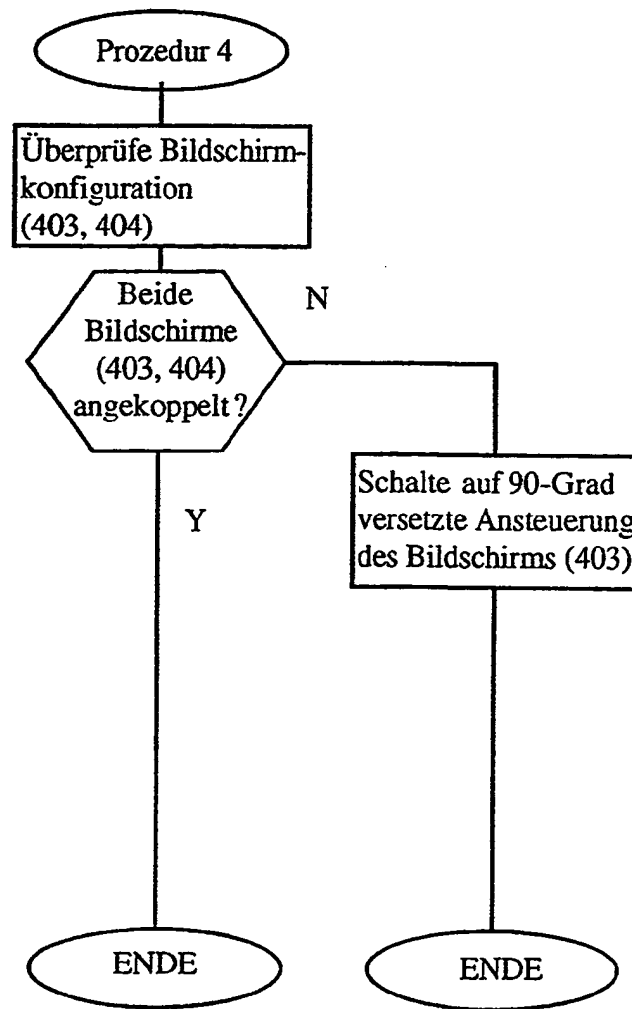 Prozedur 4
Überprüfe Bildschirm-
konfiguration
(403, 404)
Beide
Bildschirme
(403, 404)
angekoppelt?
N
Y
Schalte auf 90-Grad
versetzte Ansteuerung
des Bildschirms (403)
ENDE
ENDE